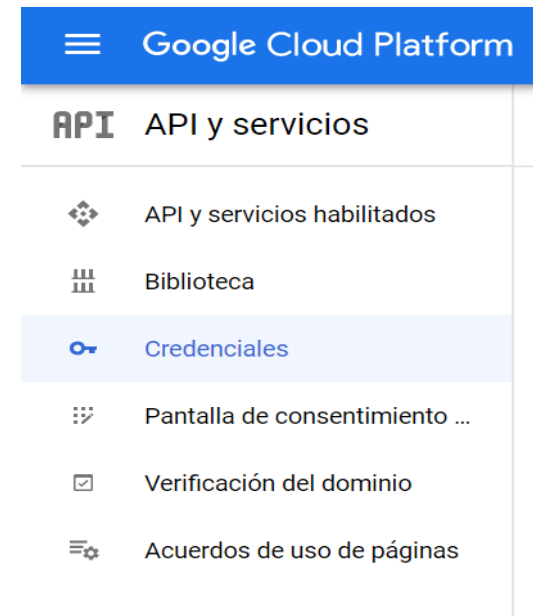 Google Cloud Platform
API API y servicios
API y servicios habilitados
Biblioteca
Credenciales
Pantalla de consentimiento ...
Verificación del dominio
Acuerdos de uso de páginas